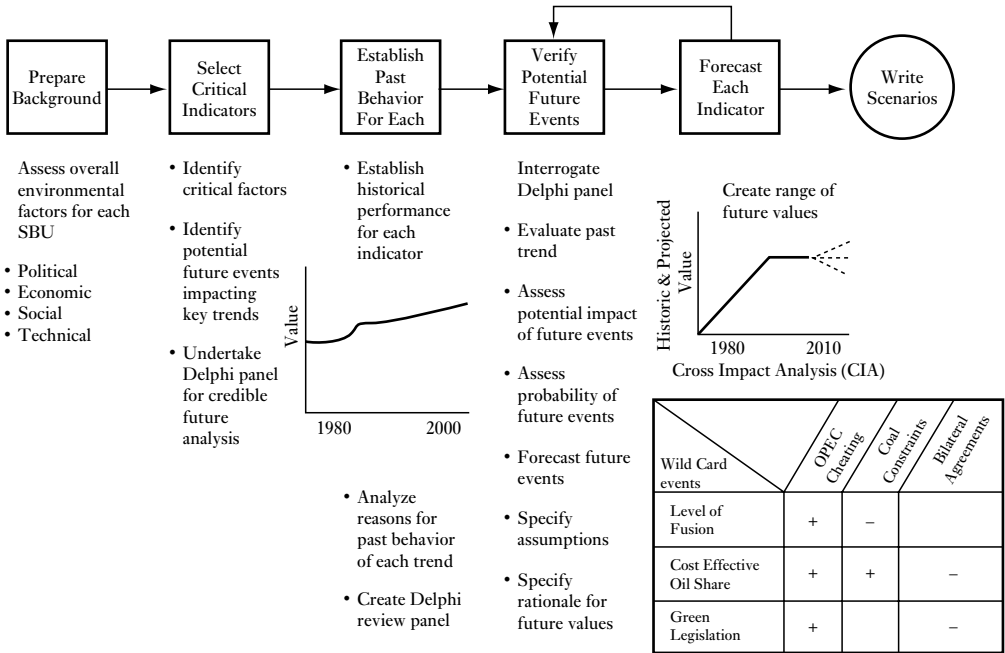 Prepare
Background
Select
Critical
Indicators
Establish
Past
Behavior
For Each
Verify
Potential
Future
Events
Forecast
Each
Indicator
Write
Scenarios
Assess overall
environmental
factors for each
SBU
• Political
• Economic
• Social
• Technical
• Identify
critical factors
• Identify
potential
future events
impacting
key trends
• Undertake
Delphi panel
for credible
future
analysis
• Establish
historical
performance
for each
indicator
Value
1980 2000
• Analyze
reasons for
past behavior
of each trend
• Create Delphi
review panel
Interrogate
Delphi panel
• Evaluate past
trend
• Assess
potential impact
of future events
• Assess
probability of
future events
• Forecast future
events
• Specify
assumptions
• Specify
rationale for
future values
Create range of
future values
Historic & Projected
Value
1980 2010
Cross Impact Analysis (CIA)
Wild Card
events
OPEC
Cheating
Coal
Constraints
Bilateral
Agreements
Level of
Fusion
+ –
Cost Effective
Oil Share
+ + –
Green
Legislation
+ –